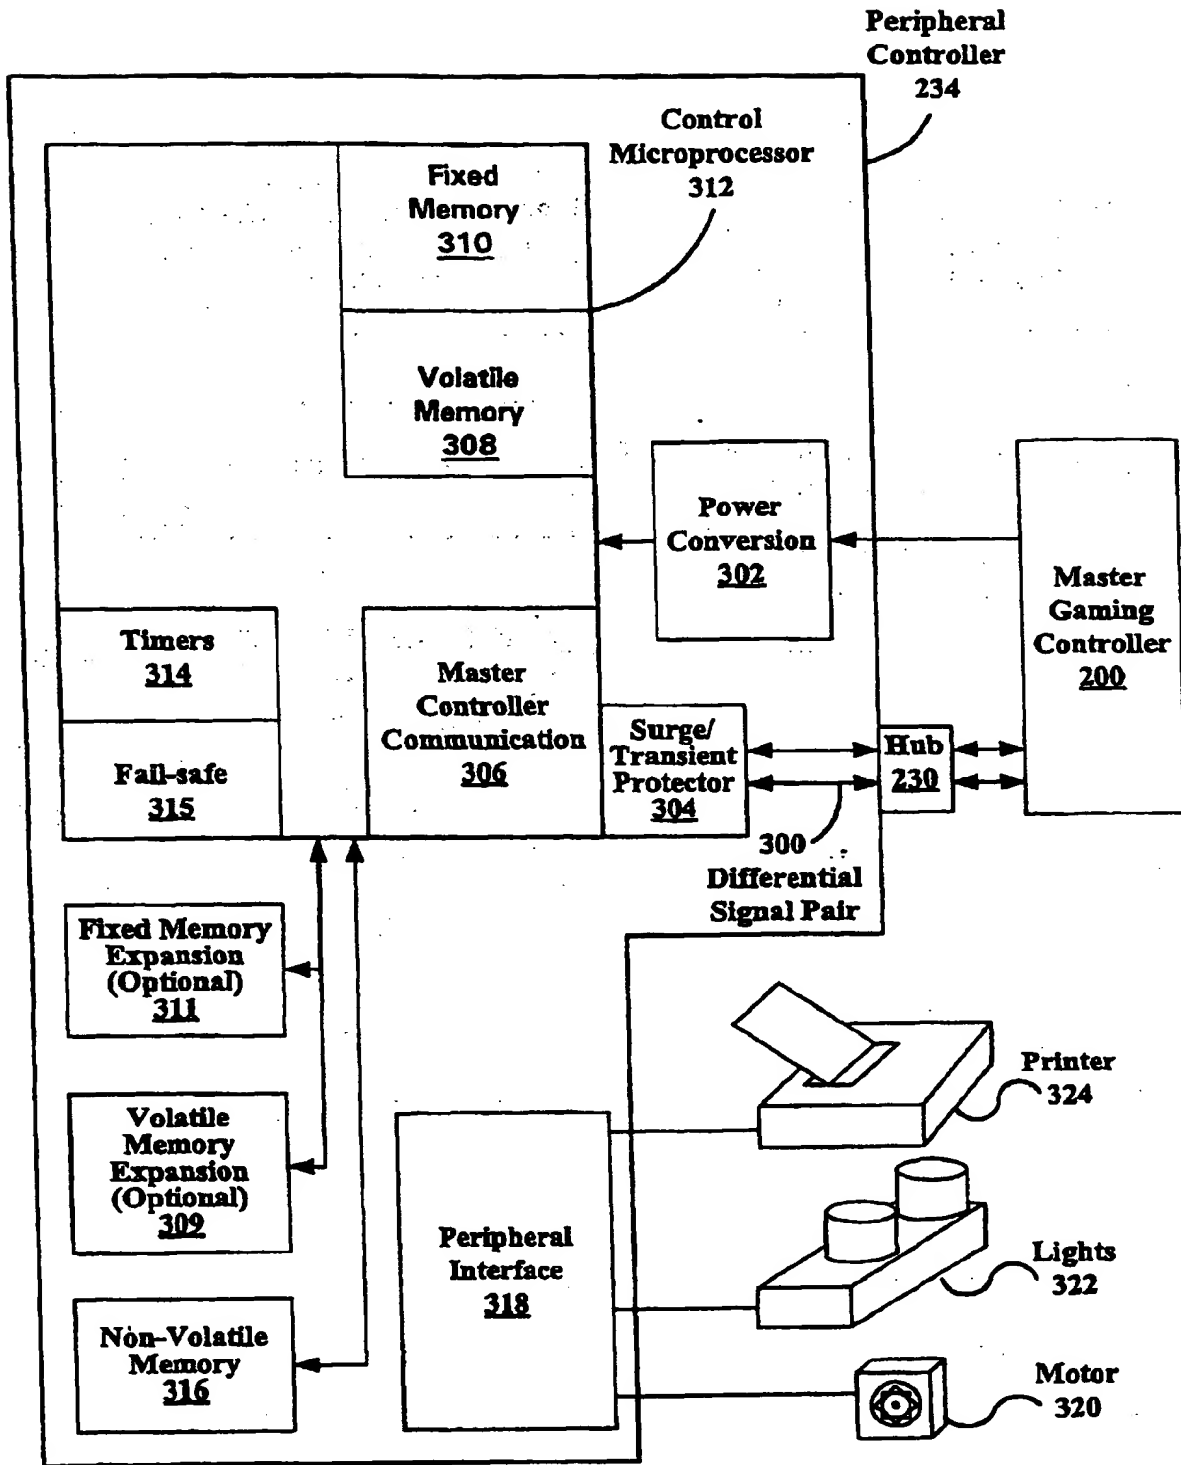 Peripheral
Controller
234
Control
Microprocessor
312
Fixed
Memory
310
Volatile
Memory
308
Power
Conversion
302
Master
Gaming
Controller
200
Timers
314
Fail-safe
315
Master
Controller
Communication
306
Surge/
Transient
Protector
304
Hub
230
300
Differential
Signal Pair
Fixed Memory
Expansion
(Optional)
311
Volatile
Memory
Expansion
(Optional)
309
Non-Volatile
Memory
316
Peripheral
Interface
318
Printer
324
Lights
322
Motor
320